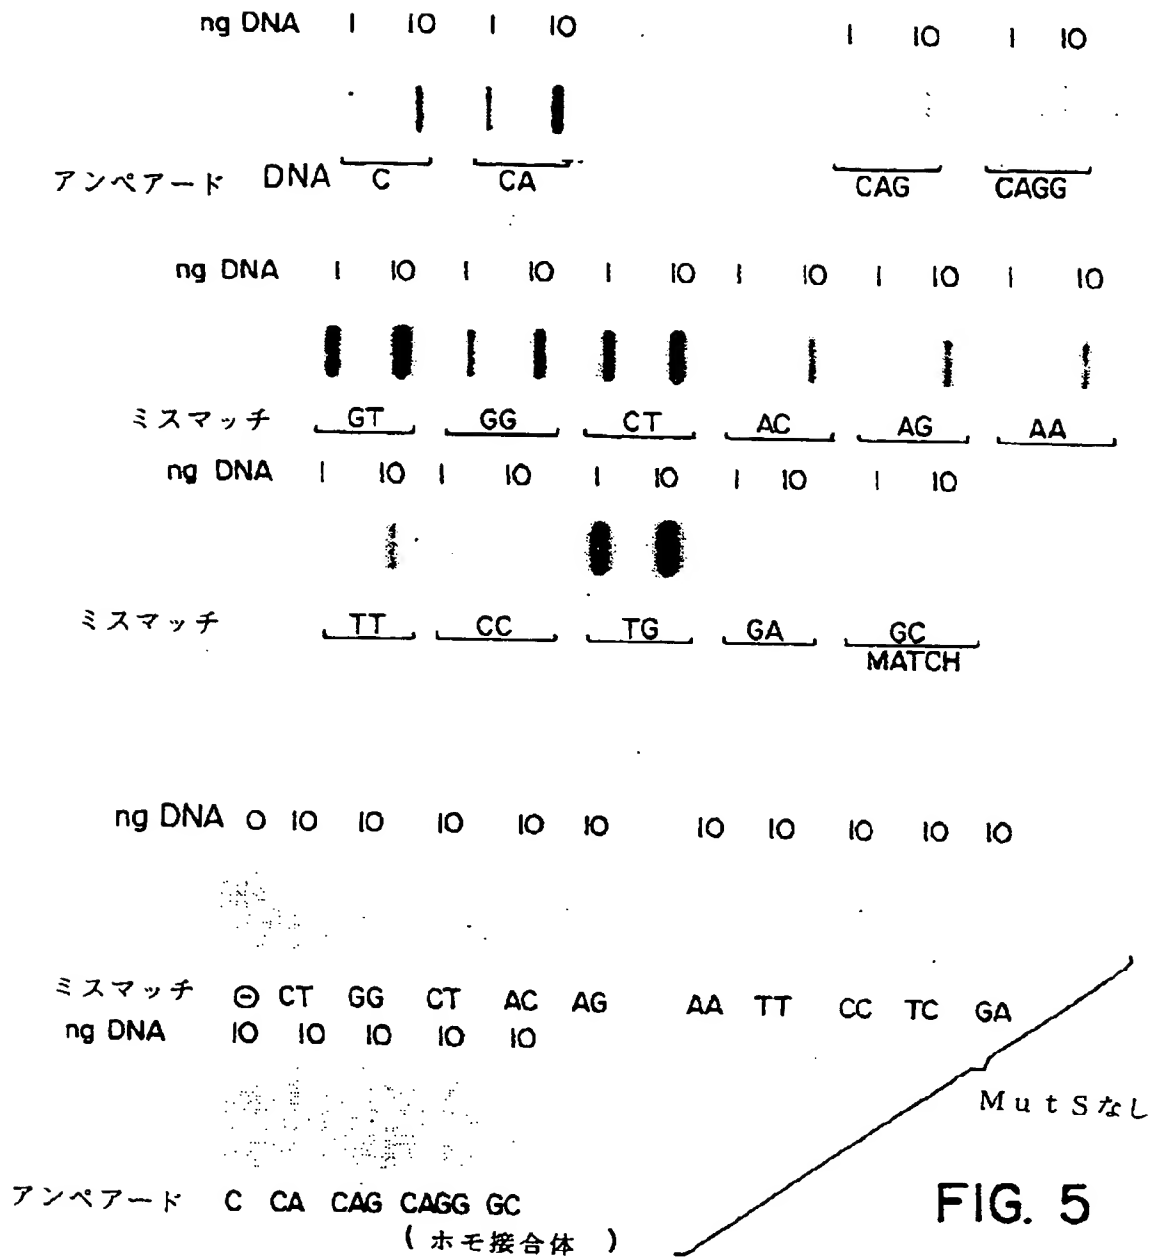 ng DNA 1 10 1 10 1 10 1 10
アンペアード DNA C CA CAG CAGG
ng DNA 1 10 1 10 1 10 1 10 1 10 1 10
ミスマッチ GT GG CT AC AG AA
ng DNA 1 10 1 10 1 10 1 10 1 10
ミスマッチ TT CC TG GA GC
MATCH
ng DNA 0 10 10 10 10 10 10 10 10 10 10
ミスマッチ ⊖ CT GG CT AC AG AA TT CC TC GA
ng DNA 10 10 10 10 10
MutSなし
アンペアード C CA CAG CAGG GC
(ホモ接合体)
FIG. 5